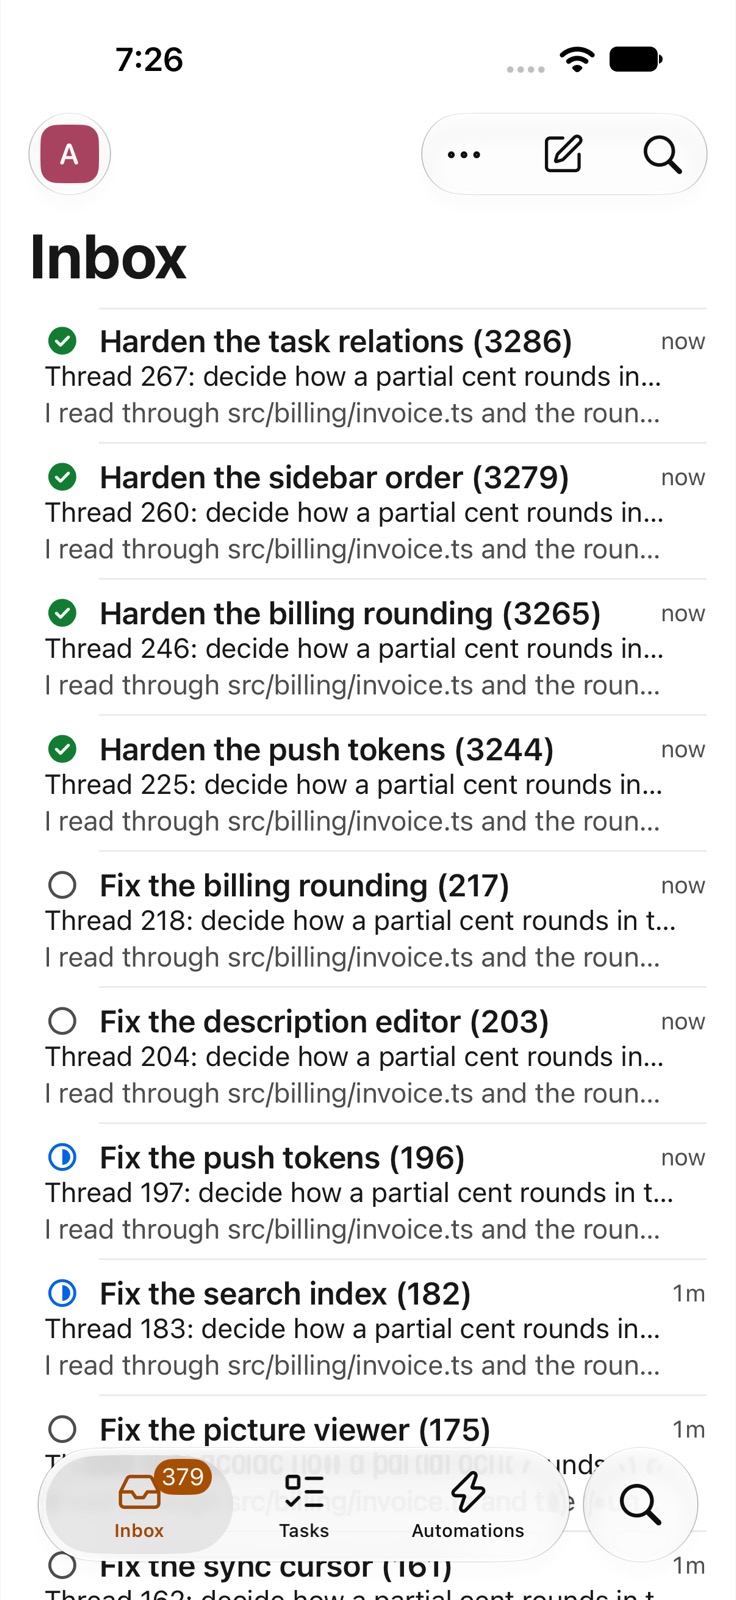 7:26
A
Inbox
Harden the task relations (3286)
now
Thread 267: decide how a partial cent rounds in...
I read through src/billing/invoice.ts and the roun...
Harden the sidebar order (3279)
now
Thread 260: decide how a partial cent rounds in...
I read through src/billing/invoice.ts and the roun...
Harden the billing rounding (3265)
now
Thread 246: decide how a partial cent rounds in...
I read through src/billing/invoice.ts and the roun...
Harden the push tokens (3244)
now
Thread 225: decide how a partial cent rounds in...
I read through src/billing/invoice.ts and the roun...
Fix the billing rounding (217)
now
Thread 218: decide how a partial cent rounds in t...
I read through src/billing/invoice.ts and the roun...
Fix the description editor (203)
now
Thread 204: decide how a partial cent rounds in...
I read through src/billing/invoice.ts and the roun...
Fix the push tokens (196)
now
Thread 197: decide how a partial cent rounds in t...
I read through src/billing/invoice.ts and the roun...
Fix the search index (182)
1m
Thread 183: decide how a partial cent rounds in...
I read through src/billing/invoice.ts and the roun...
Fix the picture viewer (175)
1m
379
Inbox
Tasks
Automations
Fix the sync cursor (161)
1m
Thread 162: decide how a partial cent rounds in t...